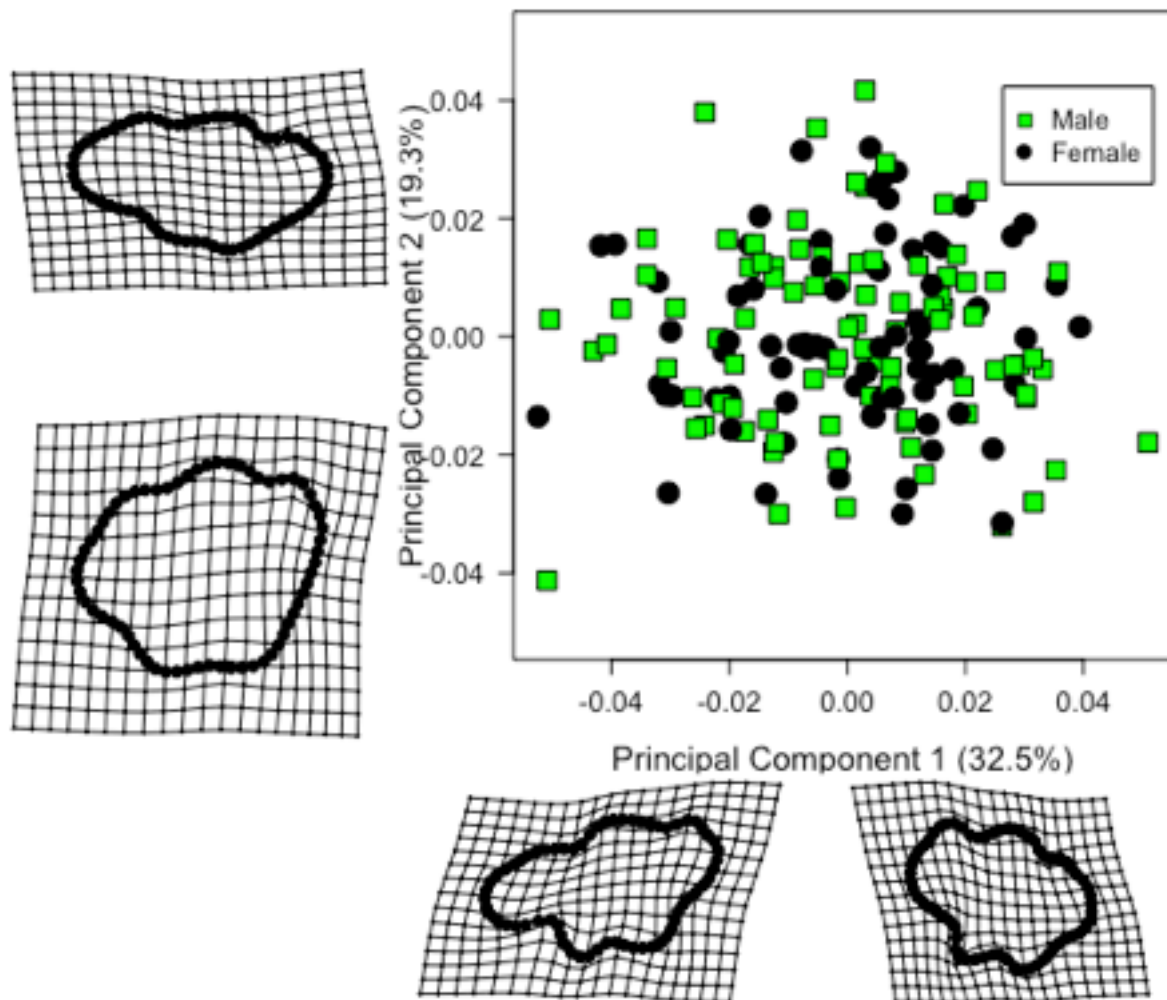 Principal Component 2 (19.3%)
0.04
0.02
0.00
-0.02
-0.04
Male
Female
-0.04
-0.02
0.00
0.02
0.04
Principal Component 1 (32.5%)